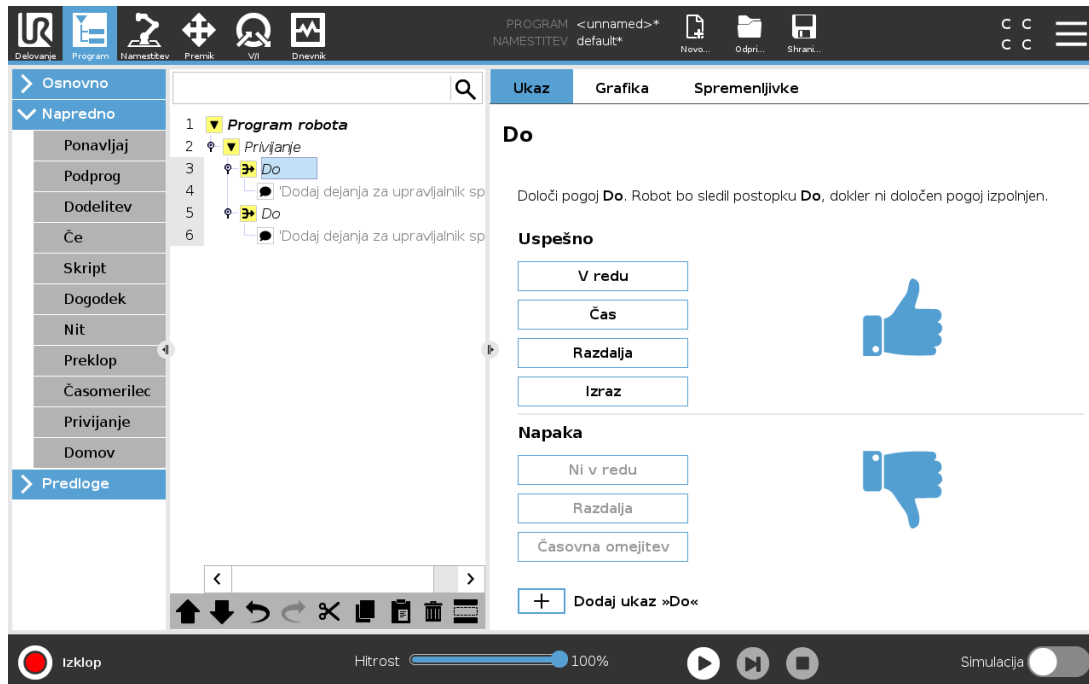 PROGRAM <unnamed>*
NAMESTITEV default*
Delovanje Program Namestitev Premik V/I Dnevnik
Novo... Odpri... Shrani...
C C
C C
Osnovno
Napredno
Ponavljaj
Podprog
Dodelitev
Če
Skript
Dogodek
Nit
Preklop
Časomerilec
Privijanje
Domov
Predloge
1 Program robota
2 Privijanje
3 Do
4 'Dodaj dejanja za upravljalnik sp
5 Do
6 'Dodaj dejanja za upravljalnik sp
Ukaz Grafika Spremenljivke
Do
Določi pogoj Do. Robot bo sledil postopku Do, dokler ni določen pogoj izpolnjen.
Uspešno
V redu
Čas
Razdalja
Izraz
Napaka
Ni v redu
Razdalja
Časovna omejitev
+ Dodaj ukaz »Do«
Izklop
Hitrost 100%
Simulacija